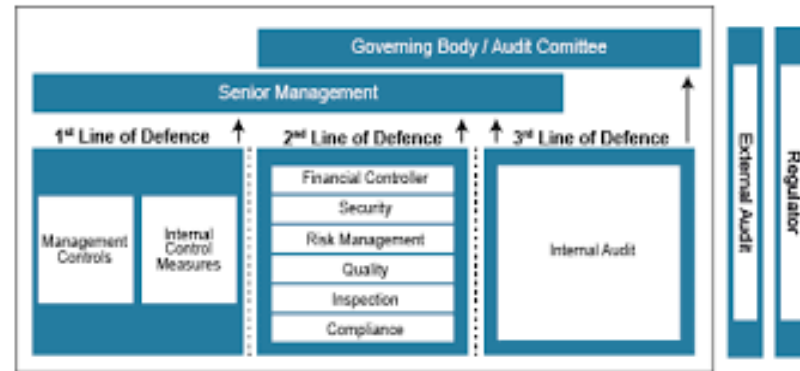 Governing Body / Audit Comittee
Senior Management
1st Line of Defence
2nd Line of Defence
3rd Line of Defence
Management
Controls
Internal
Control
Measures
Financial Controller
Security
Risk Management
Quality
Inspection
Compliance
Internal Audit
External Audit
Regulator